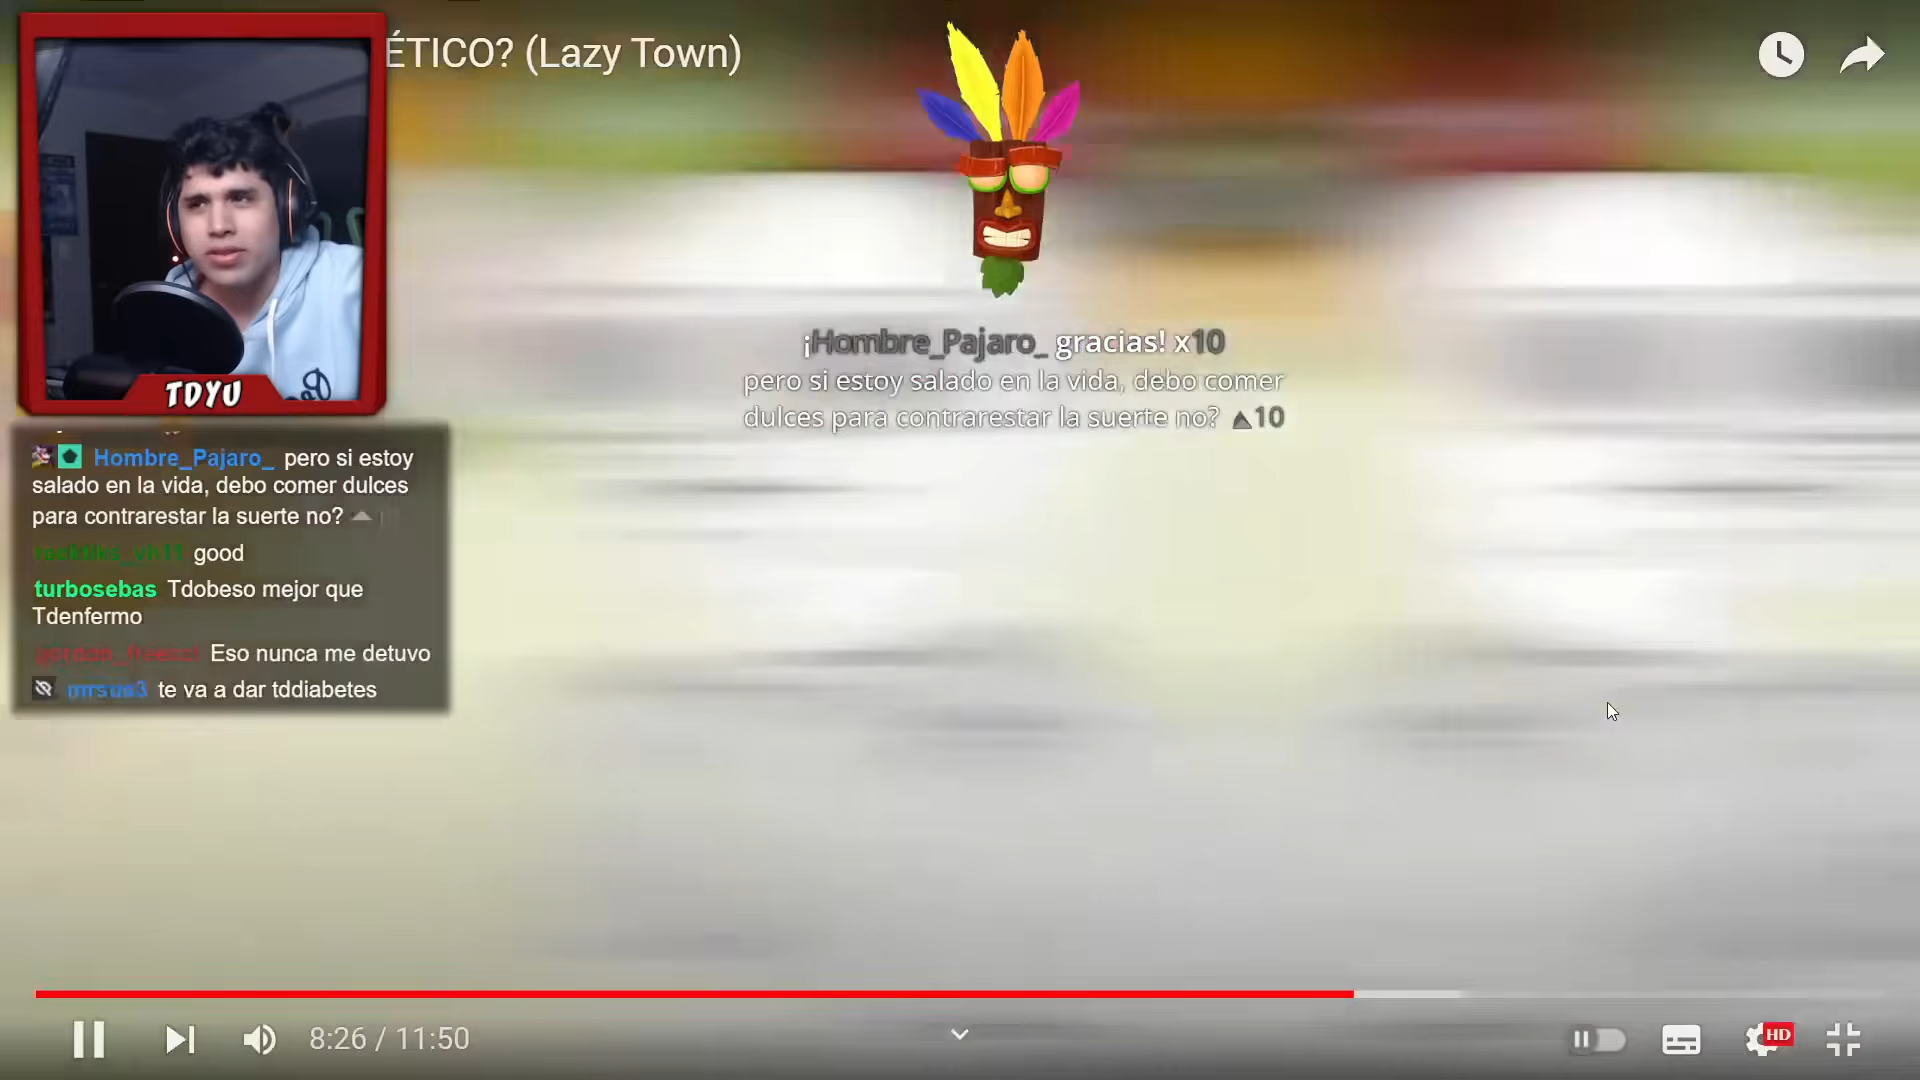 ÉTICO? (Lazy Town)
TDYU
¡Hombre_Pajaro_ gracias! x10
pero si estoy salado en la vida, debo comer
dulces para contrarestar la suerte no? 10
Hombre_Pajaro_ pero si estoy
salado en la vida, debo comer dulces
para contrarestar la suerte no?
good
turbosebas Tdobeso mejor que
Tdenfermo
Eso nunca me detuvo
te va a dar tddiabetes
8:26 / 11:50
HD